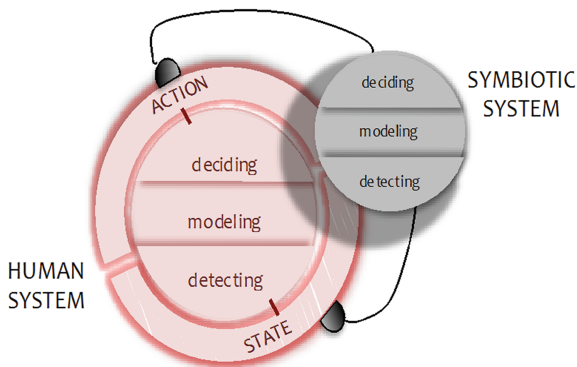 ACTION
deciding
modeling
detecting
STATE
HUMAN
SYSTEM
deciding
modeling
detecting
SYMBIOTIC
SYSTEM